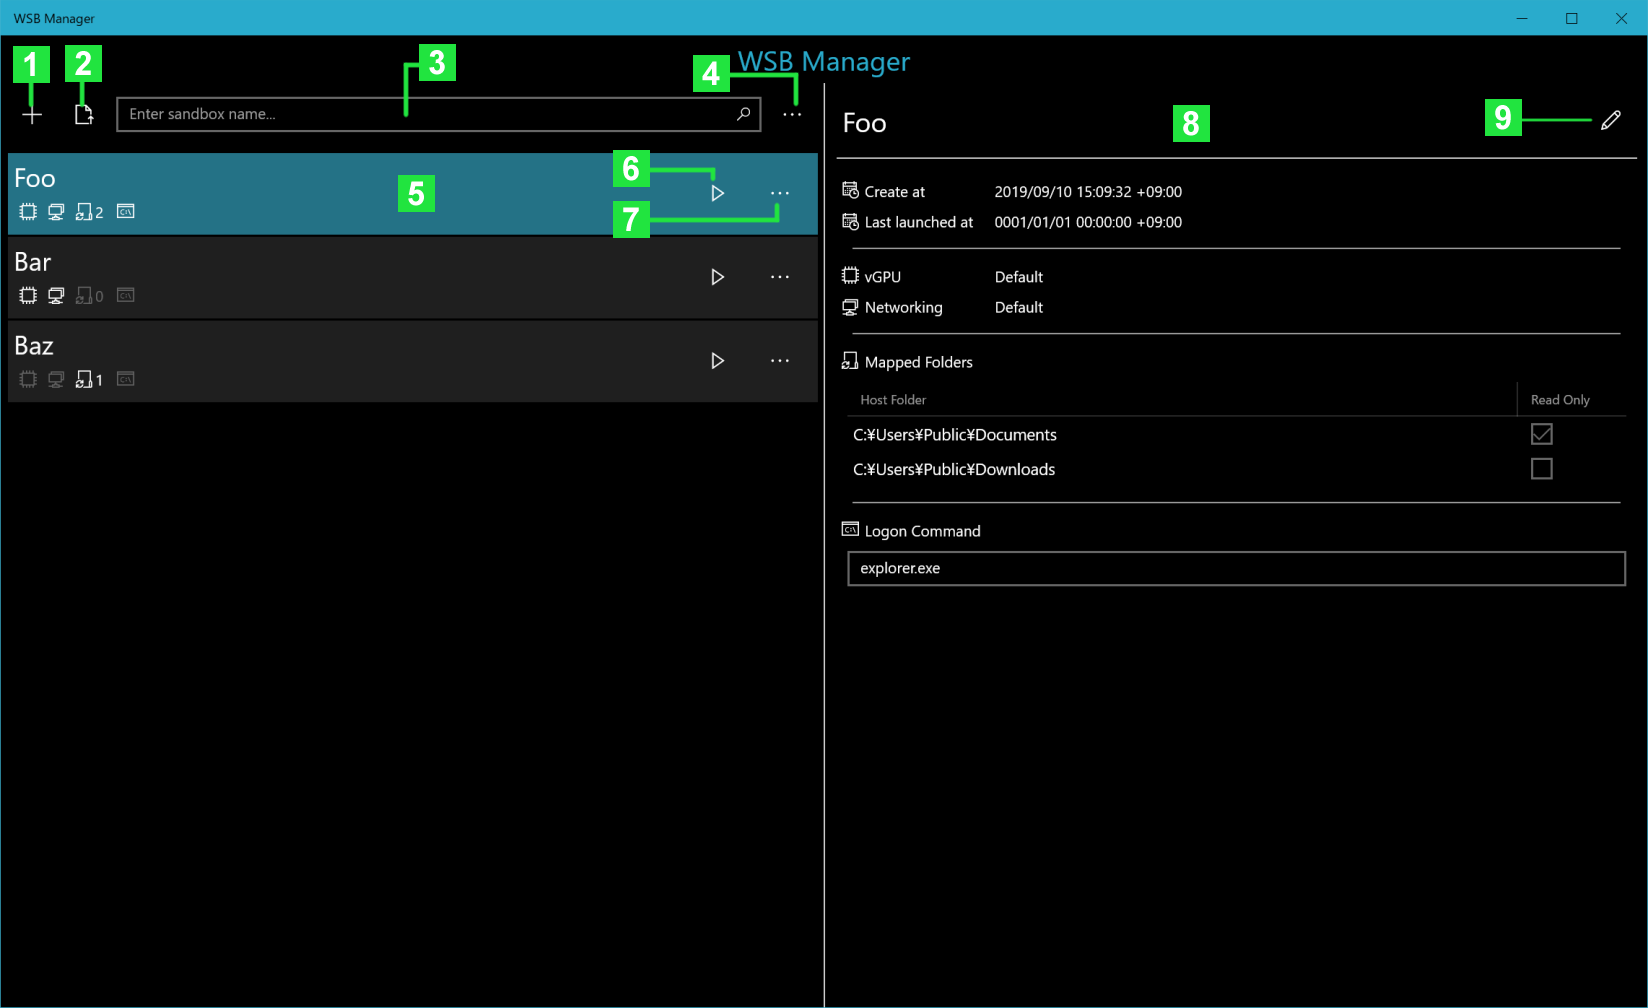 WSB Manager
WSB Manager
1
2
3
4
Enter sandbox name...
...
Foo
2
5
6
...
7
Bar
0
...
Baz
1
...
Foo
8
9
Create at 2019/09/10 15:09:32 +09:00
Last launched at 0001/01/01 00:00:00 +09:00
vGPU Default
Networking Default
Mapped Folders
Host Folder Read Only
C:¥Users¥Public¥Documents
C:¥Users¥Public¥Downloads
C:\ Logon Command
explorer.exe